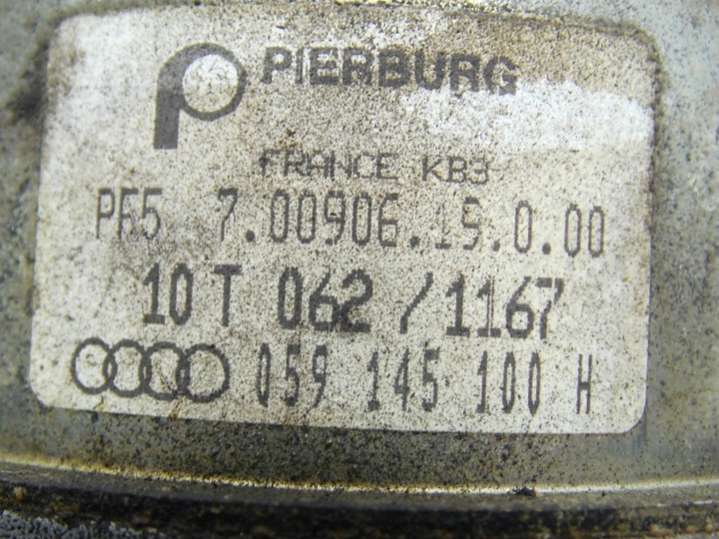 PIERBURG
FRANCE KB3
PF5 7.00906.19.0.00
10 T 062 / 1167
059 145 100 H